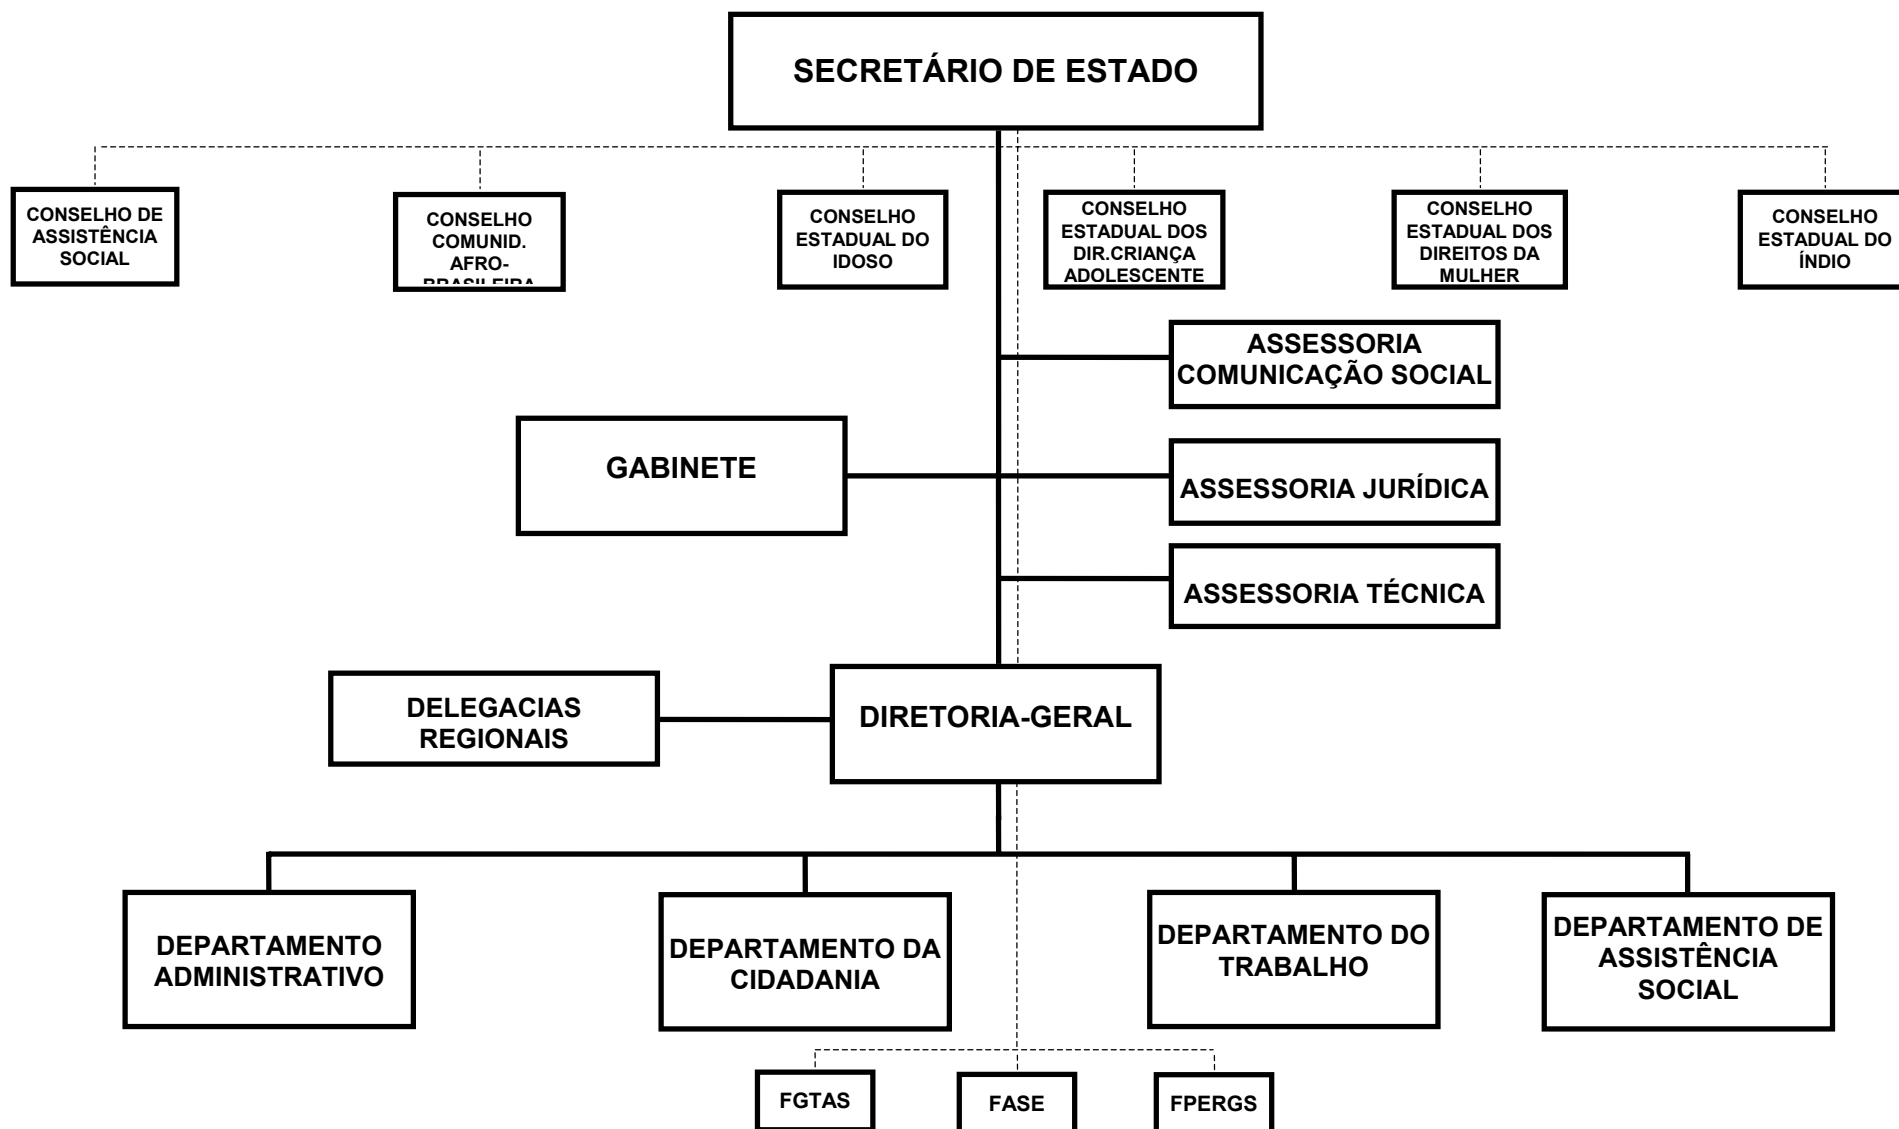 SECRETÁRIO DE ESTADO
CONSELHO DE
ASSISTÊNCIA
SOCIAL
CONSELHO
COMUNID.
AFRO-
BRASILEIRA
CONSELHO
ESTADUAL DO
IDOSO
CONSELHO
ESTADUAL DOS
DIR.CRIANÇA
ADOLESCENTE
CONSELHO
ESTADUAL DOS
DIREITOS DA
MULHER
CONSELHO
ESTADUAL DO
ÍNDIO
ASSESSORIA
COMUNICAÇÃO SOCIAL
GABINETE
ASSESSORIA JURÍDICA
ASSESSORIA TÉCNICA
DELEGACIAS
REGIONAIS
DIRETORIA-GERAL
DEPARTAMENTO
ADMINISTRATIVO
DEPARTAMENTO DA
CIDADANIA
DEPARTAMENTO DO
TRABALHO
DEPARTAMENTO DE
ASSISTÊNCIA
SOCIAL
FGTAS
FASE
FPERGS